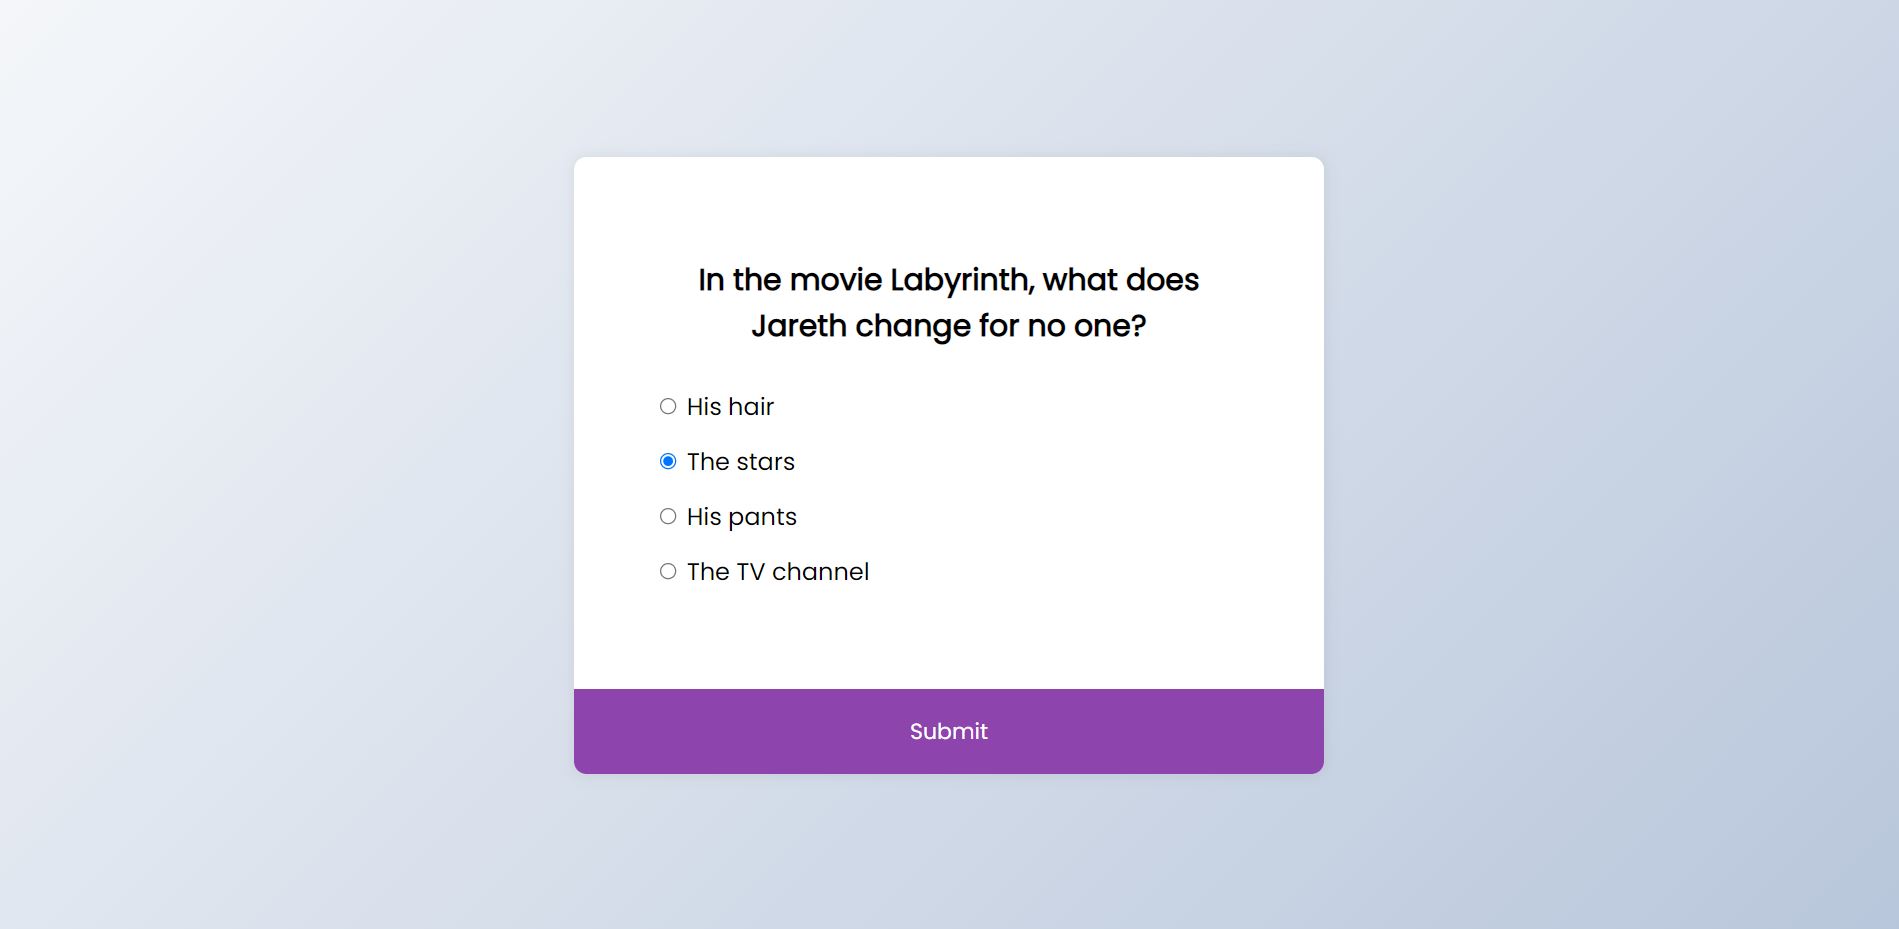 In the movie Labyrinth, what does
Jareth change for no one?
His hair
The stars
His pants
The TV channel
Submit